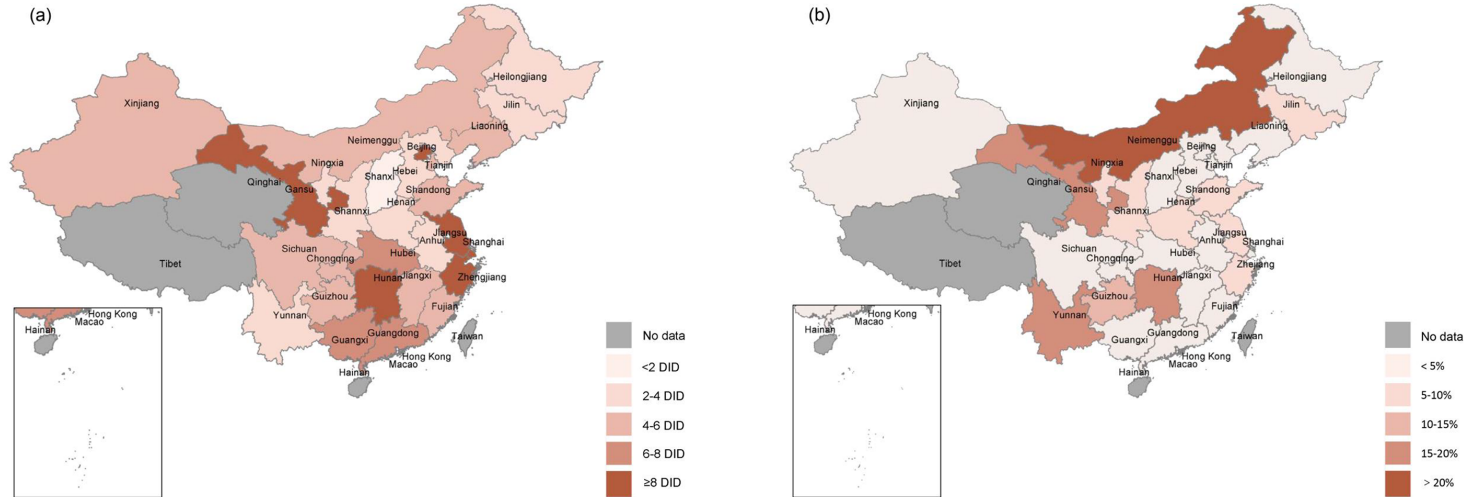 (a)
Heilongjiang
Xinjiang
Jilin
Liaoning
Neimenggu
Beijing
Tianjin
Ningxia
Hebei
Shanxi
Qinghai
Gansu
Shandong
Henan
Shannxi
Jiangsu
Anhui
Shanghai
Sichuan
Chongqing
Hubei
Tibet
Hunan
Jiangxi
Zhengjiang
Guizhou
Fujian
Yunnan
Guangxi
Guangdong
Taiwan
Hong Kong
Macao
Hainan
Hong Kong
Macao
Hainan
No data
<2 DID
2-4 DID
4-6 DID
6-8 DID
≥8 DID
(b)
Heilongjiang
Xinjiang
Jilin
Liaoning
Neimenggu
Beijing
Tianjin
Ningxia
Hebei
Shanxi
Qinghai
Gansu
Shandong
Henan
Shannxi
Jiangsu
Anhui
Shanghai
Sichuan
Chongqing
Hubei
Tibet
Hunan
Jiangxi
Zhejiang
Guizhou
Fujian
Yunnan
Guangxi
Guangdong
Taiwan
Hong Kong
Macao
Hainan
Hong Kong
Macao
Hainan
No data
< 5%
5-10%
10-15%
15-20%
> 20%